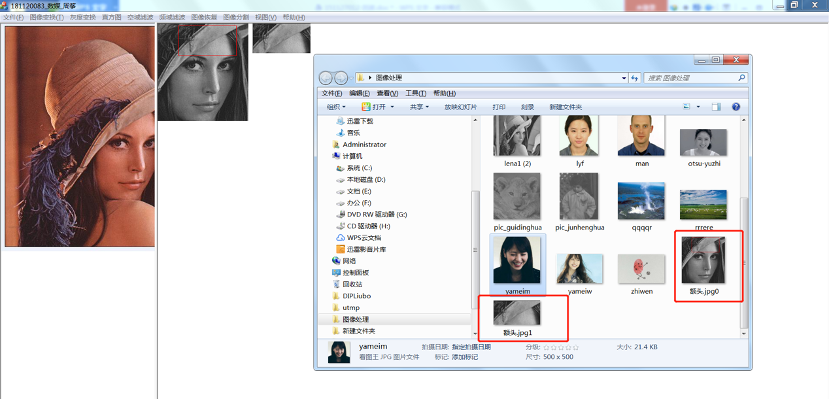 181120083_数媒_周筝
文件(F) 图像变换(T) 灰度变换 直方图 空域滤波 频域滤波 图像恢复 图像分割 视图(V) 帮助(H)
图像处理
搜索 图像处理
文件(F) 编辑(E) 查看(V) 工具(T) 帮助(H)
组织 打开 共享 放映幻灯片 打印 刻录 新建文件夹
迅雷下载
音乐
Administrator
计算机
系统 (C:)
本地磁盘 (D:)
文档 (E:)
办公 (F:)
DVD RW 驱动器 (G:)
CD 驱动器 (H:)
WPS云文档
迅雷影音片库
网络
控制面板
回收站
DIPLiubo
utmp
图像处理
新建文件夹
lena1 (2) lyf man otsu-yuzhi
pic_guidinghua pic_junhenghua qqqqr rrrere
yameim yameiw zhiwen 额头.jpg0
额头.jpg1
yameim 拍摄日期: 指定拍摄日期 分级: ☆☆☆☆☆ 大小: 21.4 KB
看图王 JPG 图片文件 标记: 添加标记 尺寸: 500 x 500